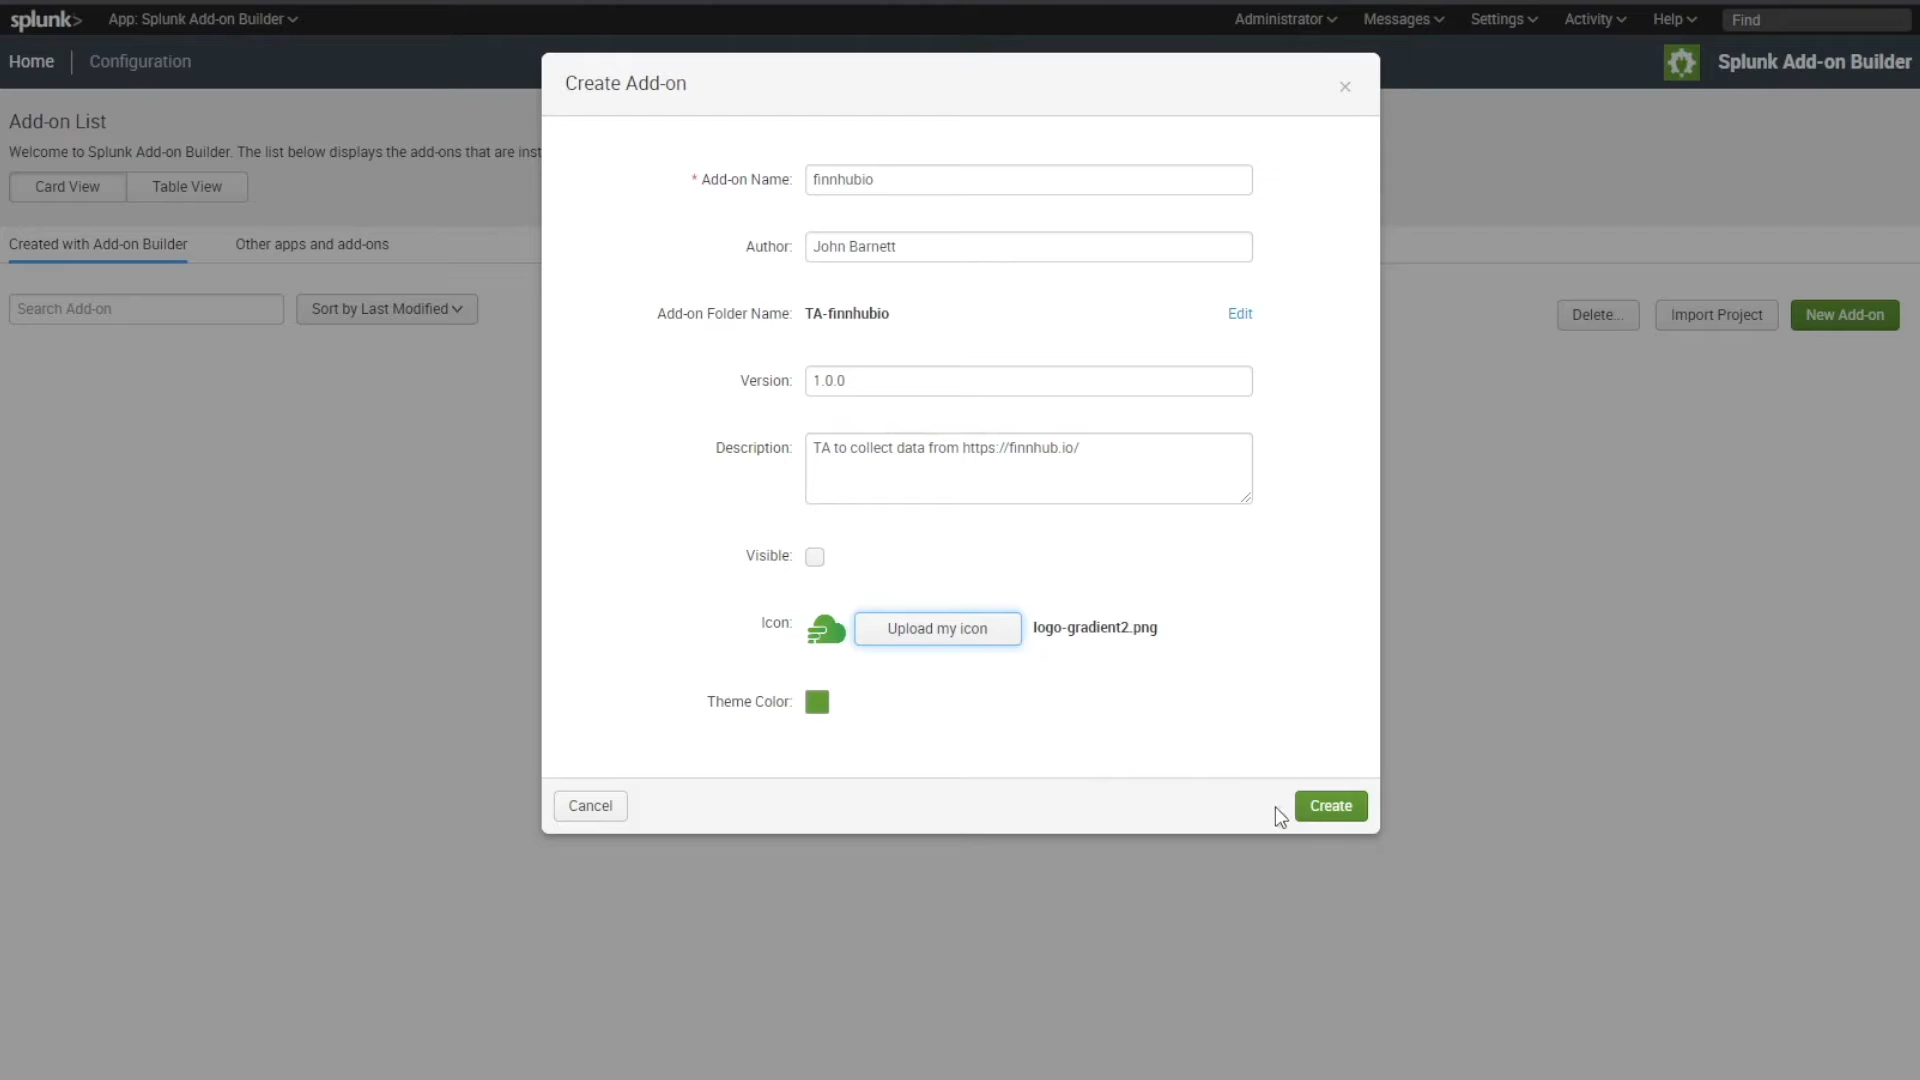 splunk> App: Splunk Add-on Builder Administrator Messages Settings Activity Help Find
Home Configuration Splunk Add-on Builder
Create Add-on
Add-on List
Welcome to Splunk Add-on Builder. The list below displays the add-ons that are inst
Card View Table View
Created with Add-on Builder Other apps and add-ons
Search Add-on Sort by Last Modified
Delete... Import Project New Add-on
* Add-on Name: finnhubio
Author: John Barnett
Add-on Folder Name: TA-finnhubio Edit
Version: 1.0.0
Description: TA to collect data from https://finnhub.io/
Visible:
Icon: Upload my icon logo-gradient2.png
Theme Color:
Cancel Create